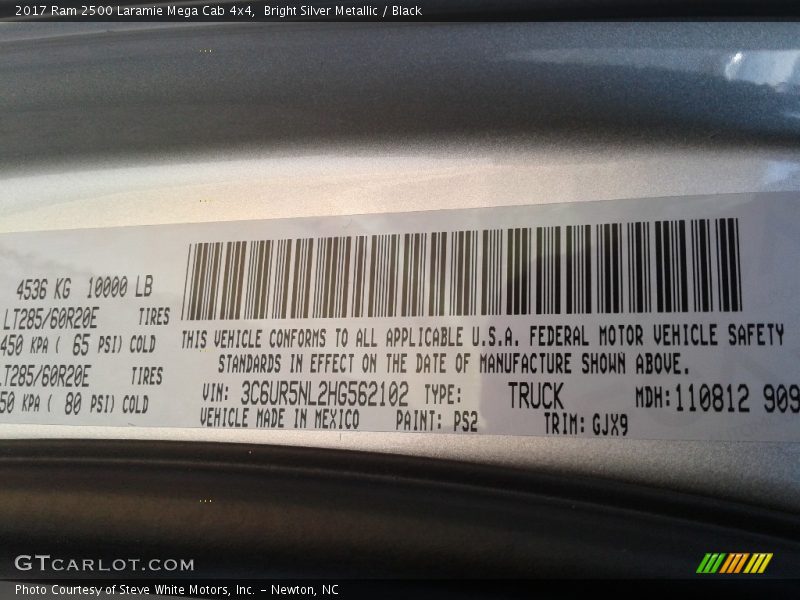 2017 Ram 2500 Laramie Mega Cab 4x4,  Bright Silver Metallic / Black
4536 KG  10000 LB
LT285/60R20E  TIRES
450 KPA ( 65 PSI) COLD
LT285/60R20E  TIRES
50 KPA ( 80 PSI) COLD
THIS VEHICLE CONFORMS TO ALL APPLICABLE U.S.A. FEDERAL MOTOR VEHICLE SAFETY
STANDARDS IN EFFECT ON THE DATE OF MANUFACTURE SHOWN ABOVE.
VIN: 3C6UR5NL2HG562102  TYPE:  TRUCK  MDH:110812 909
VEHICLE MADE IN MEXICO  PAINT: PS2  TRIM: GJX9
GTCARLOT.COM
Photo Courtesy of Steve White Motors, Inc. – Newton, NC